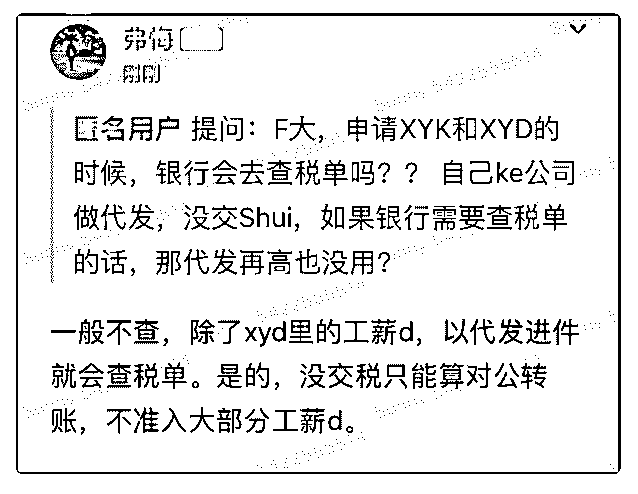 弗侮
刚刚
匿名用户 提问：F大，申请XYK和XYD的
时候，银行会去查税单吗？？ 自己ke公司
做代发，没交Shui，如果银行需要查税单
的话，那代发再高也没用？
一般不查，除了xyd里的工薪d，以代发进件
就会查税单。是的，没交税只能算对公转
账，不准入大部分工薪d。